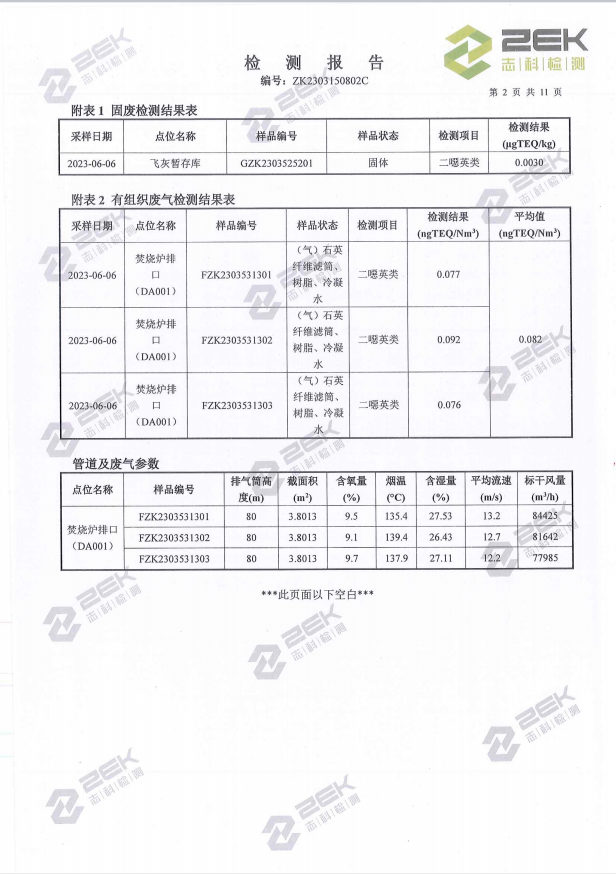 ZEK
志科检测
检 测 报 告
编号：ZK2303150802C
第 2 页 共 11 页
附表 1 固废检测结果表
采样日期 点位名称 样品编号 样品状态 检测项目 检测结果 (μgTEQ/kg)
2023-06-06 飞灰暂存库 GZK2303525201 固体 二噁英类 0.0030
附表 2 有组织废气检测结果表
采样日期 点位名称 样品编号 样品状态 检测项目 检测结果 (ngTEQ/Nm³) 平均值 (ngTEQ/Nm³)
2023-06-06 焚烧炉排口（DA001） FZK2303531301 （气）石英纤维滤筒、树脂、冷凝水 二噁英类 0.077
2023-06-06 焚烧炉排口（DA001） FZK2303531302 （气）石英纤维滤筒、树脂、冷凝水 二噁英类 0.092 0.082
2023-06-06 焚烧炉排口（DA001） FZK2303531303 （气）石英纤维滤筒、树脂、冷凝水 二噁英类 0.076
管道及废气参数
点位名称 样品编号 排气筒高度(m) 截面积(m²) 含氧量(%) 烟温(°C) 含湿量(%) 平均流速(m/s) 标干风量(m³/h)
焚烧炉排口（DA001） FZK2303531301 80 3.8013 9.5 135.4 27.53 13.2 84425
FZK2303531302 80 3.8013 9.1 139.4 26.43 12.7 81642
FZK2303531303 80 3.8013 9.7 137.9 27.11 12.2 77985
***此页面以下空白***